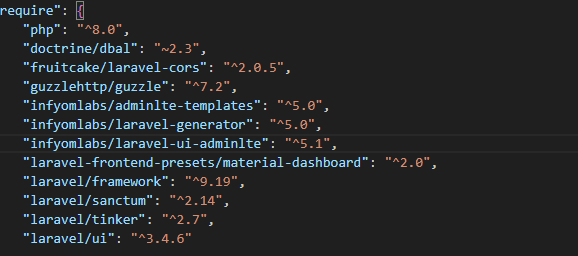 require": {
"php": "^8.0",
"doctrine/dbal": "~2.3",
"fruitcake/laravel-cors": "^2.0.5",
"guzzlehttp/guzzle": "^7.2",
"infyomlabs/adminlte-templates": "^5.0",
"infyomlabs/laravel-generator": "^5.0",
"infyomlabs/laravel-ui-adminlte": "^5.1",
"laravel-frontend-presets/material-dashboard": "^2.0",
"laravel/framework": "^9.19",
"laravel/sanctum": "^2.14",
"laravel/tinker": "^2.7",
"laravel/ui": "^3.4.6"